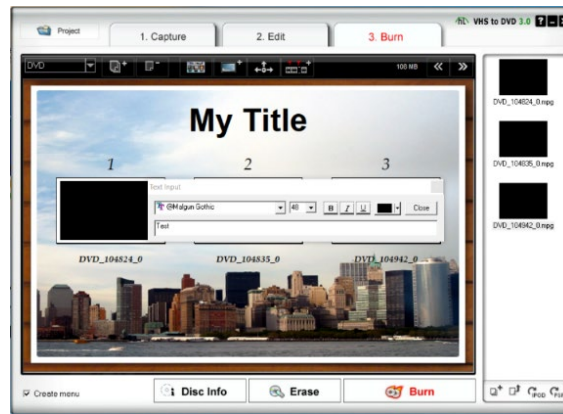 Project
1. Capture
2. Edit
3. Burn
VHS to DVD 3.0
DVD
100 MB
My Title
1 2 3
Text Input
@Malgun Gothic 48 B I U Close
Text
DVD_104824_0 DVD_104835_0 DVD_104942_0
DVD_104824_0.mpg
DVD_104835_0.mpg
DVD_104942_0.mpg
Create menu
Disc Info
Erase
Burn
iPOD